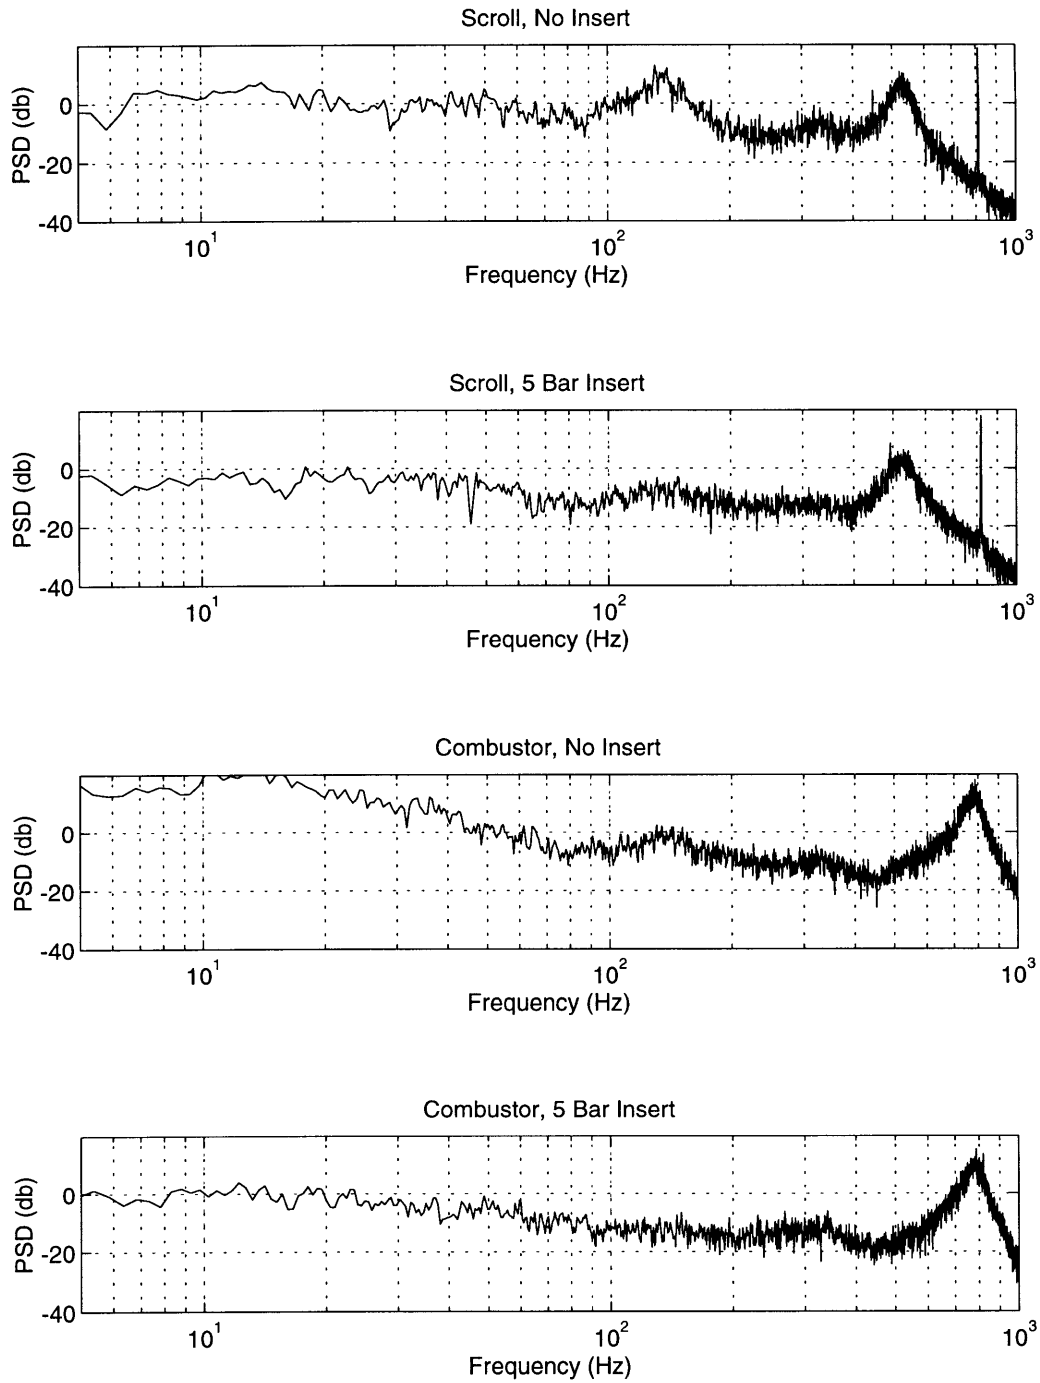 Scroll, No Insert
PSD (db)
0
-20
-40
10^1
10^2
10^3
Frequency (Hz)
Scroll, 5 Bar Insert
PSD (db)
0
-20
-40
10^1
10^2
10^3
Frequency (Hz)
Combustor, No Insert
PSD (db)
0
-20
-40
10^1
10^2
10^3
Frequency (Hz)
Combustor, 5 Bar Insert
PSD (db)
0
-20
-40
10^1
10^2
10^3
Frequency (Hz)